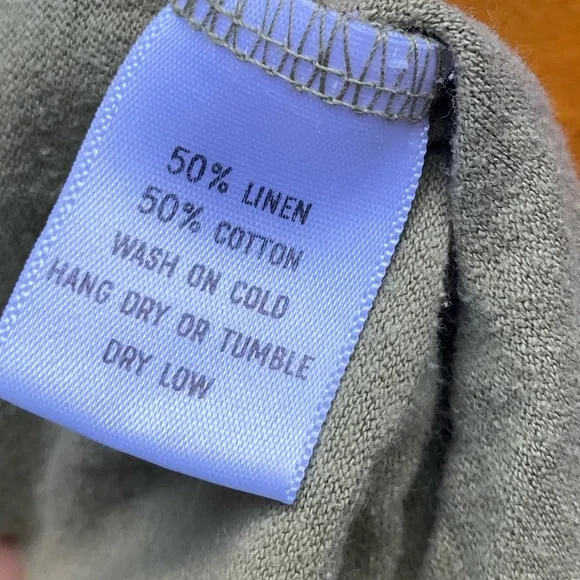 50% LINEN
50% COTTON
WASH ON COLD
HANG DRY OR TUMBLE
DRY LOW